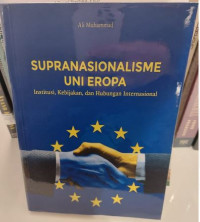 Ali Muhammad
SUPRANASIONALISME
UNI EROPA
Institusi, Kebijakan, dan Hubungan Internasional